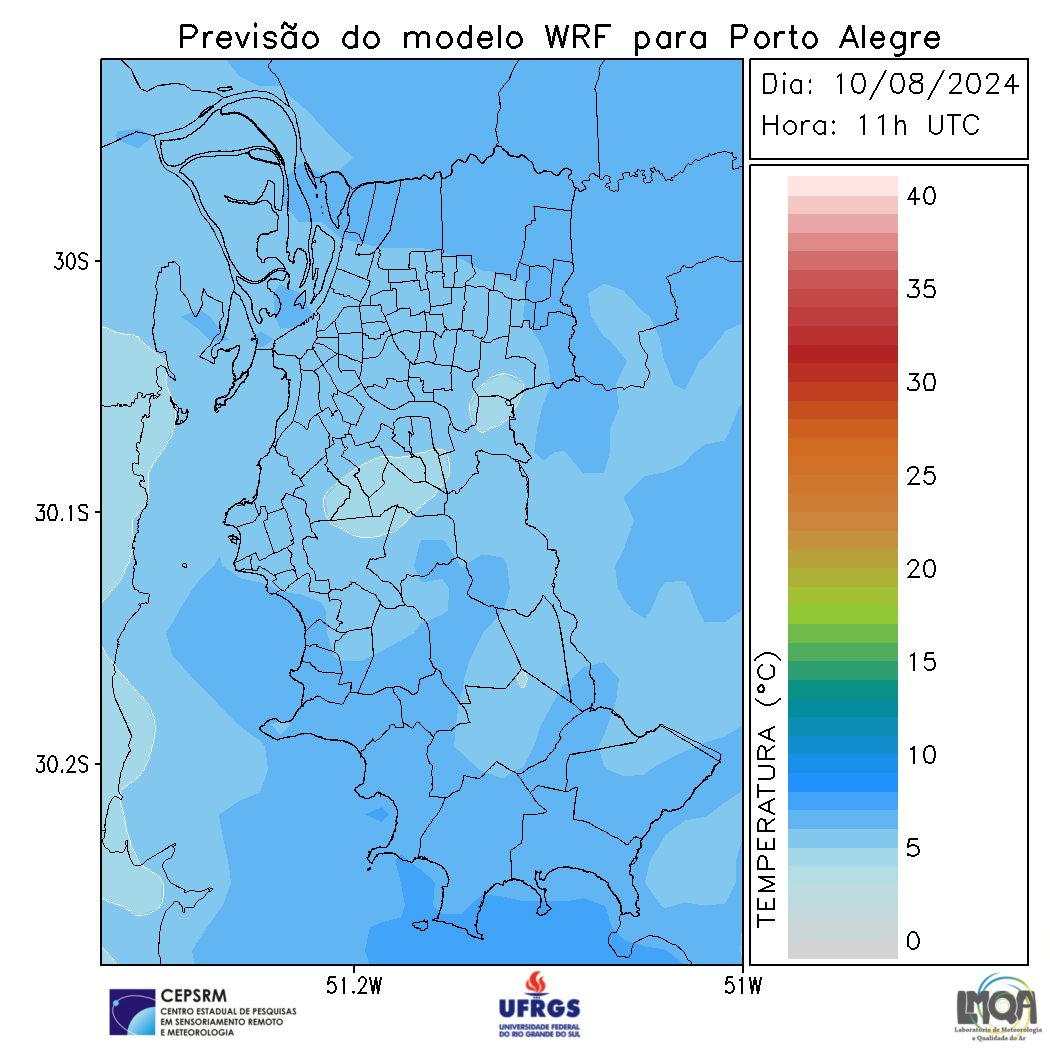 Previsão do modelo WRF para Porto Alegre
Dia: 10/08/2024
Hora: 11h UTC
30S
30.1S
30.2S
51.2W
51W
TEMPERATURA (°C)
40
35
30
25
20
15
10
5
0
CEPSRM
CENTRO ESTADUAL DE PESQUISAS
EM SENSORIAMENTO REMOTO
E METEOROLOGIA
UFRGS
UNIVERSIDADE FEDERAL
DO RIO GRANDE DO SUL
LMQA
Laboratório de Meteorologia
e Qualidade do Ar